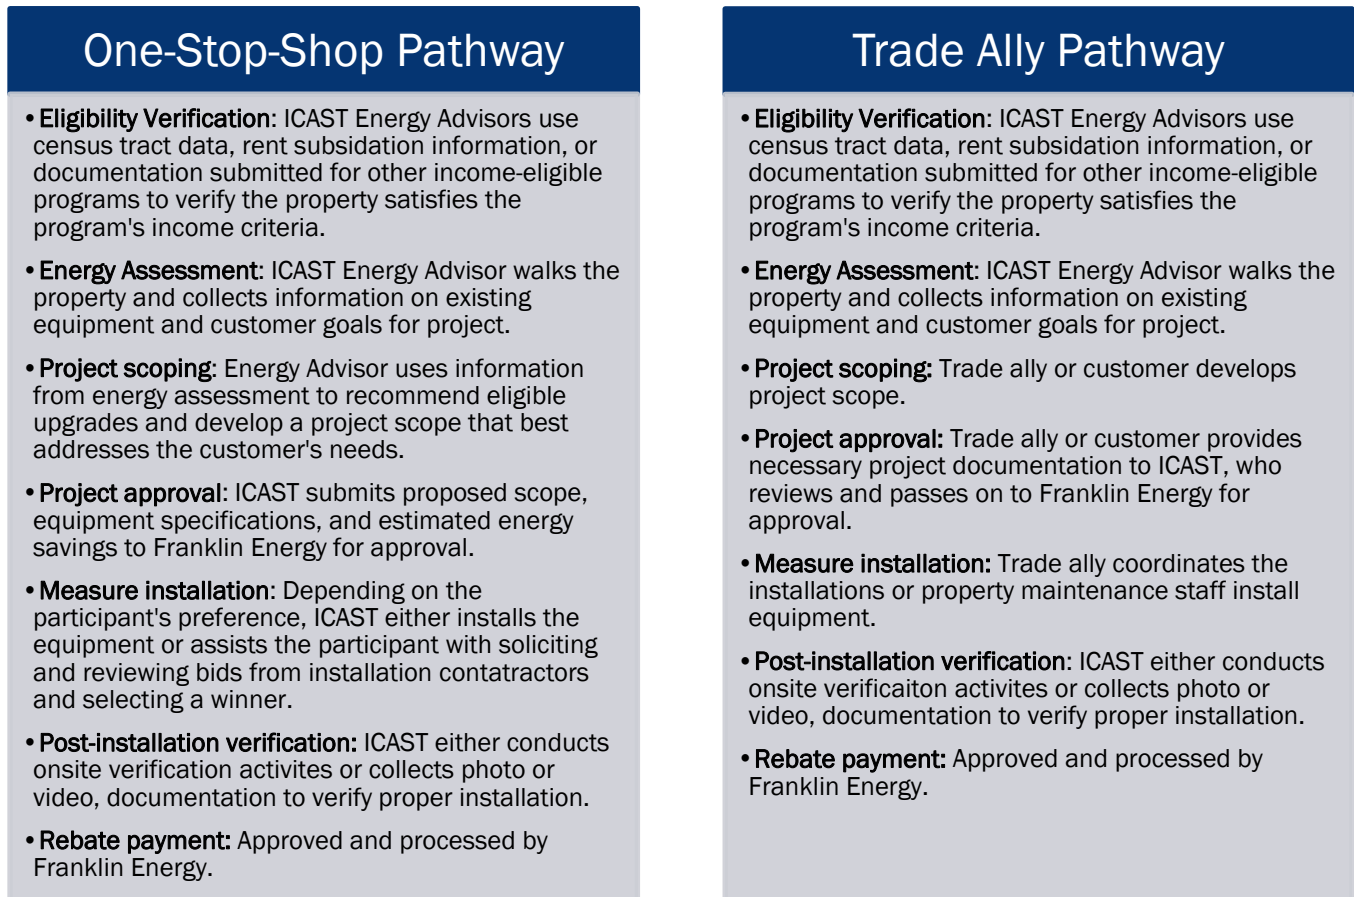 One-Stop-Shop Pathway
•Eligibility Verification: ICAST Energy Advisors use
census tract data, rent subsidation information, or
documentation submitted for other income-eligible
programs to verify the property satisfies the
program's income criteria.
•Energy Assessment: ICAST Energy Advisor walks the
property and collects information on existing
equipment and customer goals for project.
•Project scoping: Energy Advisor uses information
from energy assessment to recommend eligible
upgrades and develop a project scope that best
addresses the customer's needs.
•Project approval: ICAST submits proposed scope,
equipment specifications, and estimated energy
savings to Franklin Energy for approval.
•Measure installation: Depending on the
participant's preference, ICAST either installs the
equipment or assists the participant with soliciting
and reviewing bids from installation contatractors
and selecting a winner.
•Post-installation verification: ICAST either conducts
onsite verification activites or collects photo or
video, documentation to verify proper installation.
•Rebate payment: Approved and processed by
Franklin Energy.
Trade Ally Pathway
•Eligibility Verification: ICAST Energy Advisors use
census tract data, rent subsidation information, or
documentation submitted for other income-eligible
programs to verify the property satisfies the
program's income criteria.
•Energy Assessment: ICAST Energy Advisor walks the
property and collects information on existing
equipment and customer goals for project.
•Project scoping: Trade ally or customer develops
project scope.
•Project approval: Trade ally or customer provides
necessary project documentation to ICAST, who
reviews and passes on to Franklin Energy for
approval.
•Measure installation: Trade ally coordinates the
installations or property maintenance staff install
equipment.
•Post-installation verification: ICAST either conducts
onsite verificaiton activites or collects photo or
video, documentation to verify proper installation.
•Rebate payment: Approved and processed by
Franklin Energy.